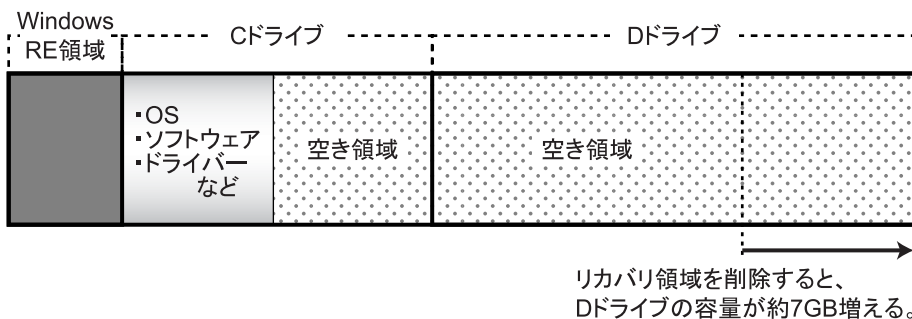 Windows
RE領域
Cドライブ
Dドライブ
・OS
・ソフトウェア
・ドライバー
など
空き領域
空き領域
リカバリ領域を削除すると、
Dドライブの容量が約7GB増える。